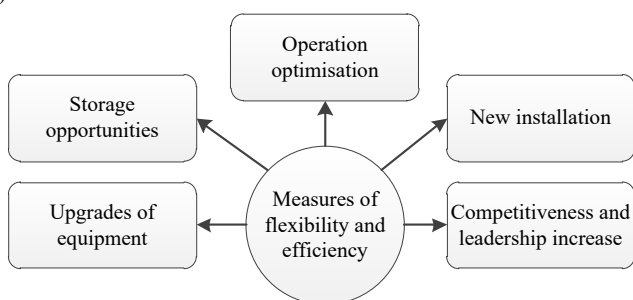 Operation
optimisation
Storage
opportunities
New installation
Measures of
flexibility and
efficiency
Upgrades of
equipment
Competitiveness and
leadership increase